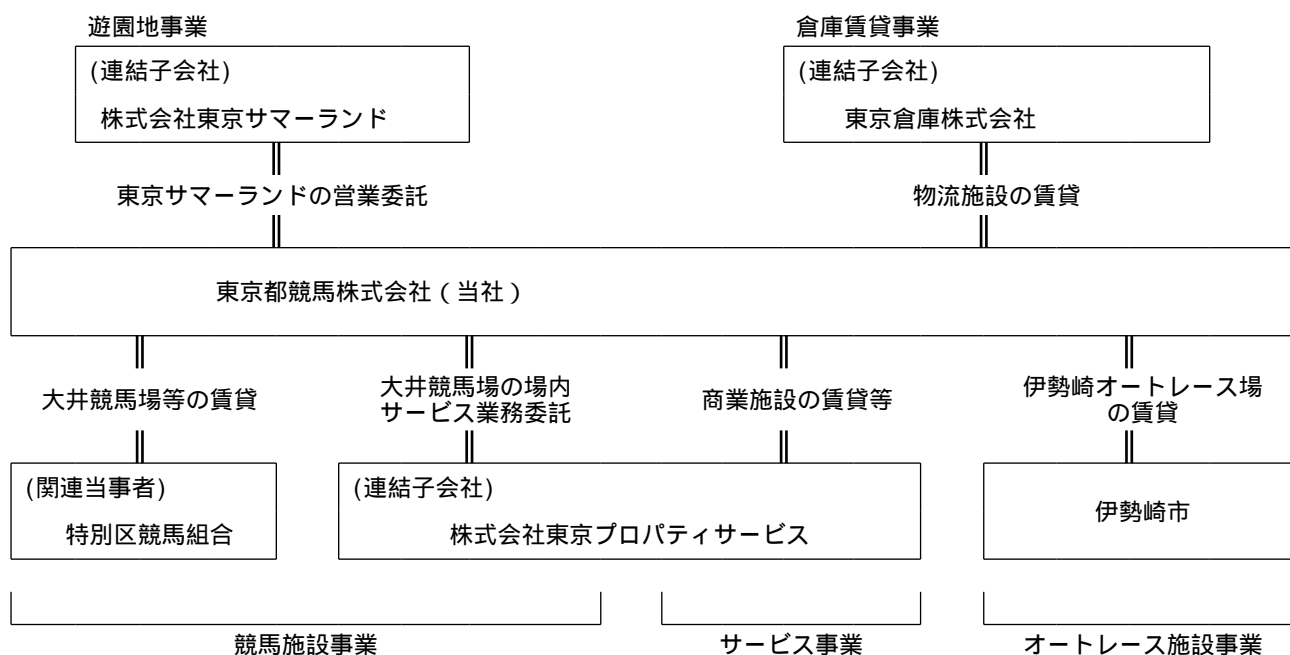 遊園地事業
倉庫賃貸事業
(連結子会社)
株式会社東京サマーランド
(連結子会社)
東京倉庫株式会社
東京サマーランドの営業委託
物流施設の賃貸
東京都競馬株式会社(当社)
大井競馬場等の賃貸
大井競馬場の場内
サービス業務委託
商業施設の賃貸等
伊勢崎オートレース場
の賃貸
(関連当事者)
特別区競馬組合
(連結子会社)
株式会社東京プロパティサービス
伊勢崎市
競馬施設事業
サービス事業
オートレース施設事業